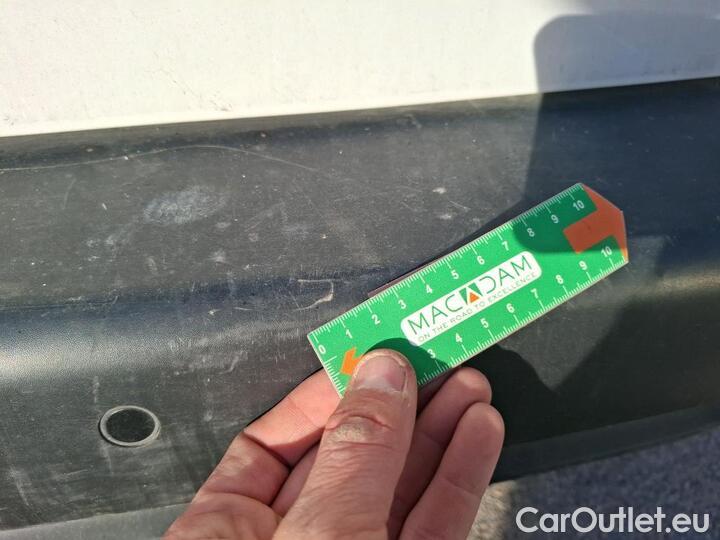 0 1 2 3 4 5 6 7 8 9 10
MACADAM
ON THE ROAD TO EXCELLENCE
3 4 5 6 7 8 9 10
CarOutlet.eu